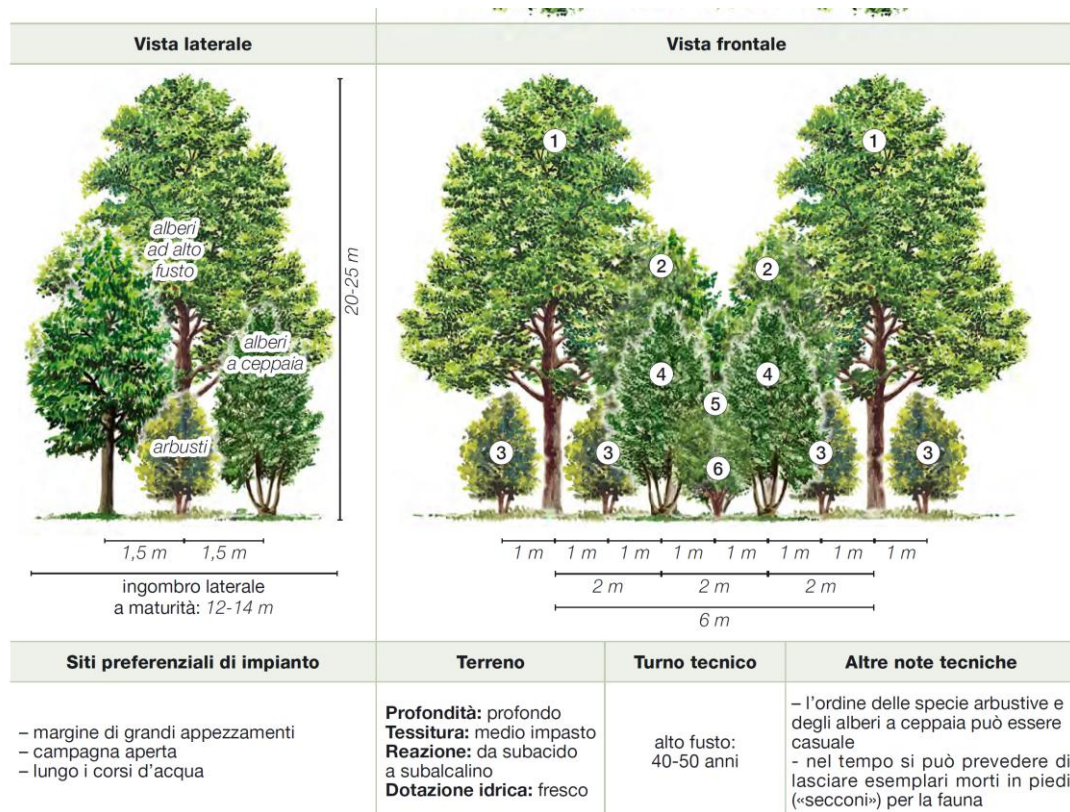 Vista laterale
Vista frontale
alberi
ad alto
fusto
alberi
a ceppaia
arbusti
20-25 m
1,5 m 1,5 m
ingombro laterale
a maturità: 12-14 m
1 1
2 2
4 4
5
3 3 6 3 3
1 m 1 m 1 m 1 m 1 m 1 m 1 m 1 m
2 m 2 m 2 m
6 m
Siti preferenziali di impianto
– margine di grandi appezzamenti
– campagna aperta
– lungo i corsi d’acqua
Terreno
Profondità: profondo
Tessitura: medio impasto
Reazione: da subacido
a subalcalino
Dotazione idrica: fresco
Turno tecnico
alto fusto:
40-50 anni
Altre note tecniche
– l’ordine delle specie arbustive e
degli alberi a ceppaia può essere
casuale
- nel tempo si può prevedere di
lasciare esemplari morti in piedi
(«secconi») per la fauna